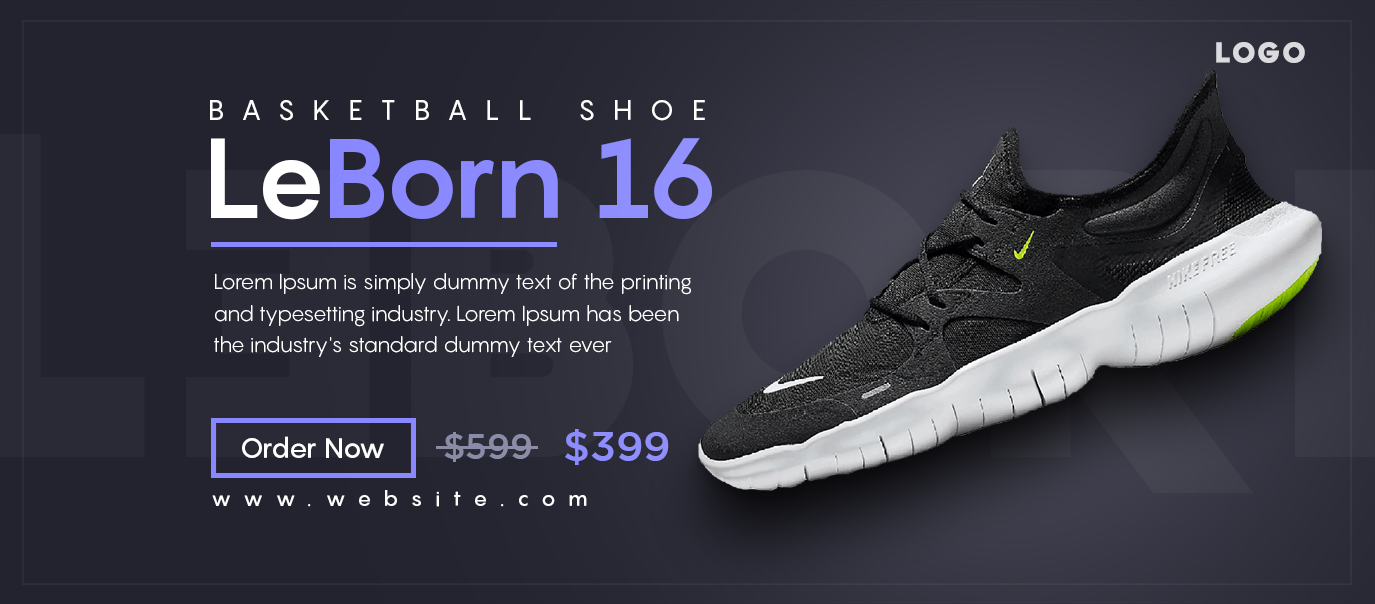 LOGO
BASKETBALL SHOE
LeBorn 16
Lorem Ipsum is simply dummy text of the printing
and typesetting industry. Lorem Ipsum has been
the industry's standard dummy text ever
Order Now $599 $399
www.website.com
NIKE FREE
LEBORN